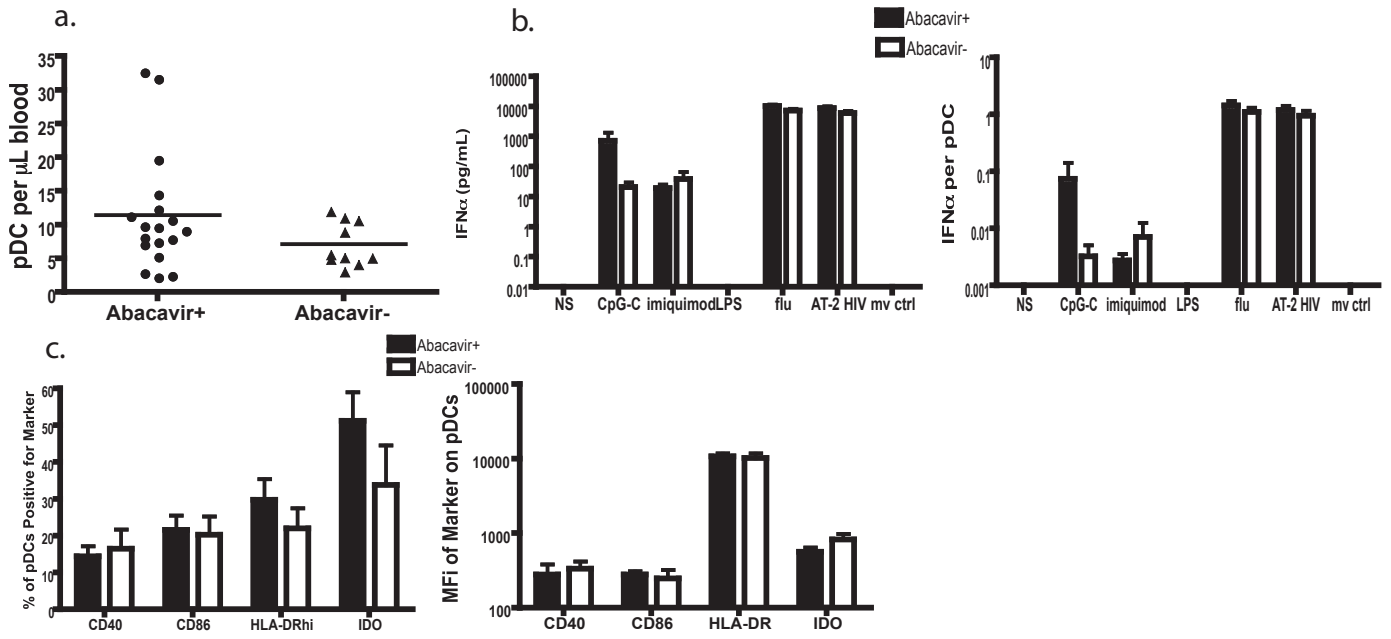 a.
pDC per μL blood
35
30
25
20
15
10
5
0
Abacavir+ Abacavir-
b.
Abacavir+
Abacavir-
IFNα (pg/mL)
100000
10000
1000
100
10
1
0.1
0.01
NS CpG-C imiquimod LPS flu AT-2 HIV mv ctrl
IFNα per pDC
10
1
0.1
0.01
0.001
NS CpG-C imiquimod LPS flu AT-2 HIV mv ctrl
c.
Abacavir+
Abacavir-
% of pDCs Positive for Marker
60
50
40
30
20
10
0
CD40 CD86 HLA-DRhi IDO
MFi of Marker on pDCs
100000
10000
1000
100
CD40 CD86 HLA-DR IDO